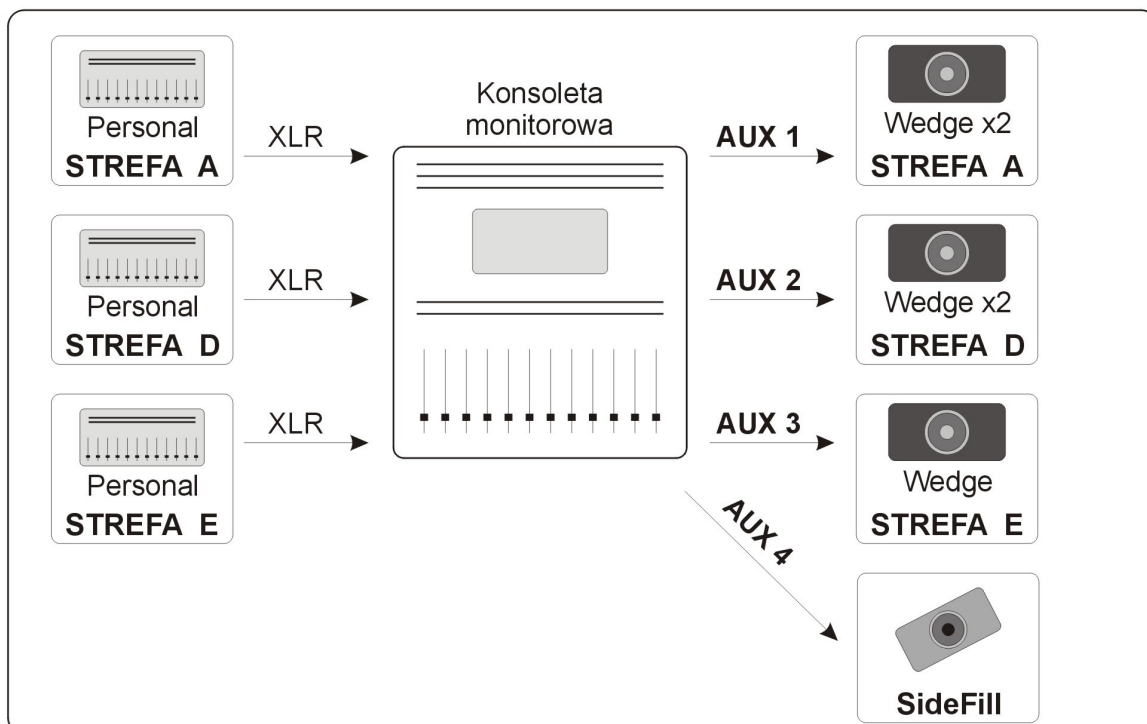 Personal
STREFA A
XLR
Personal
STREFA D
XLR
Personal
STREFA E
XLR
Konsoleta
monitorowa
AUX 1
AUX 2
AUX 3
AUX 4
Wedge x2
STREFA A
Wedge x2
STREFA D
Wedge
STREFA E
SideFill